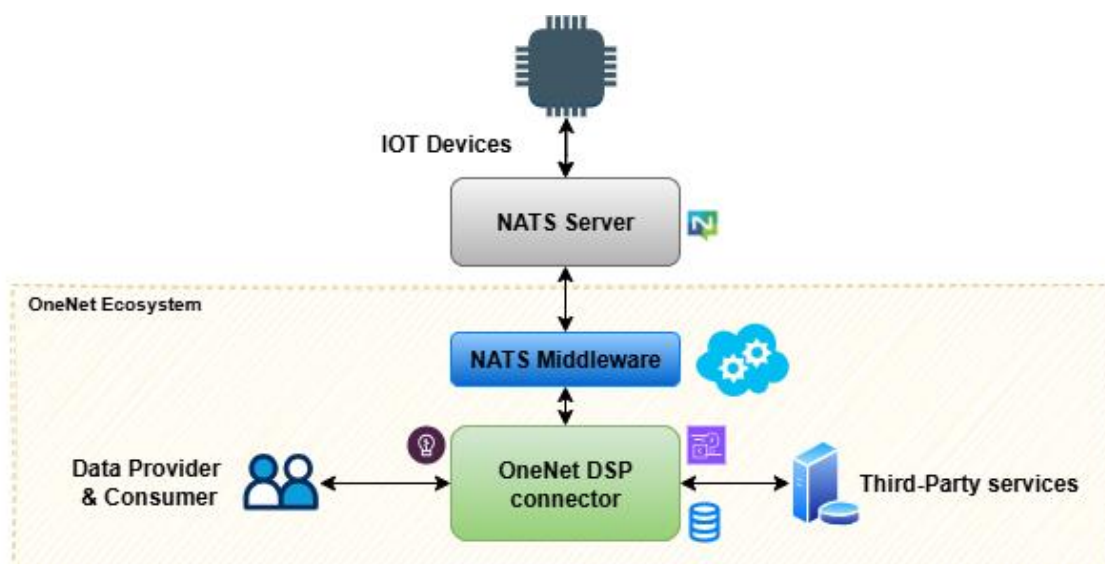 IOT Devices
NATS Server
OneNet Ecosystem
NATS Middleware
Data Provider
& Consumer
OneNet DSP
connector
Third-Party services